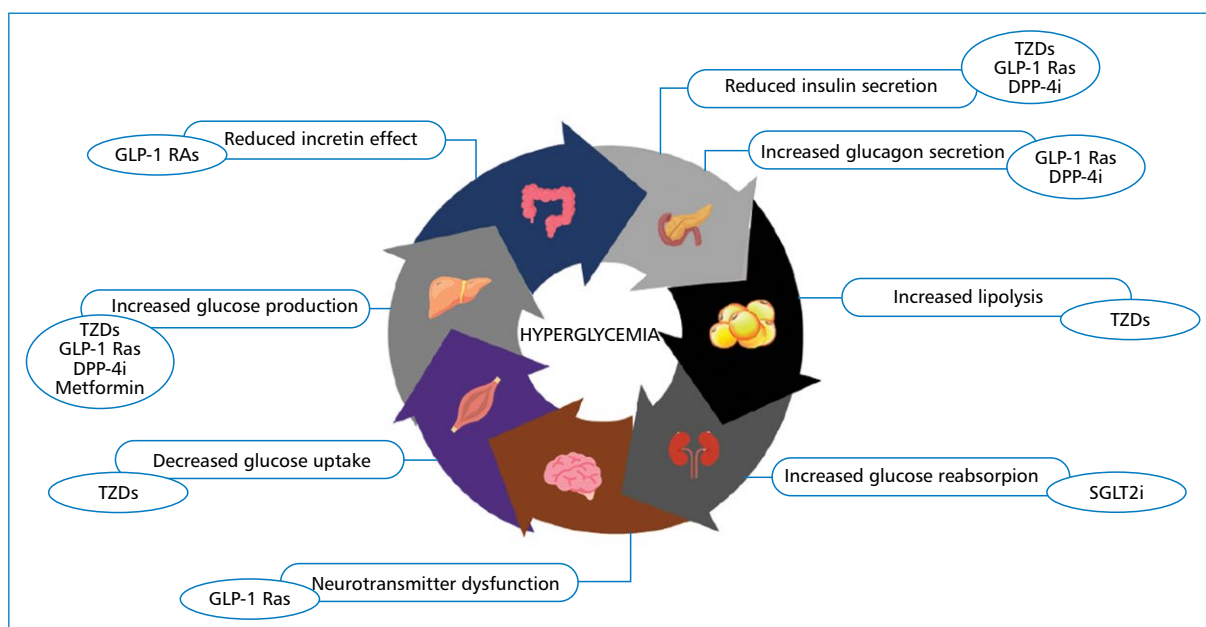 TZDs
GLP-1 Ras
DPP-4i
Reduced insulin secretion
Reduced incretin effect
GLP-1 RAs
Increased glucagon secretion
GLP-1 Ras
DPP-4i
Increased glucose production
TZDs
GLP-1 Ras
DPP-4i
Metformin
HYPERGLYCEMIA
Increased lipolysis
TZDs
Decreased glucose uptake
TZDs
Increased glucose reabsorpion
SGLT2i
Neurotransmitter dysfunction
GLP-1 Ras